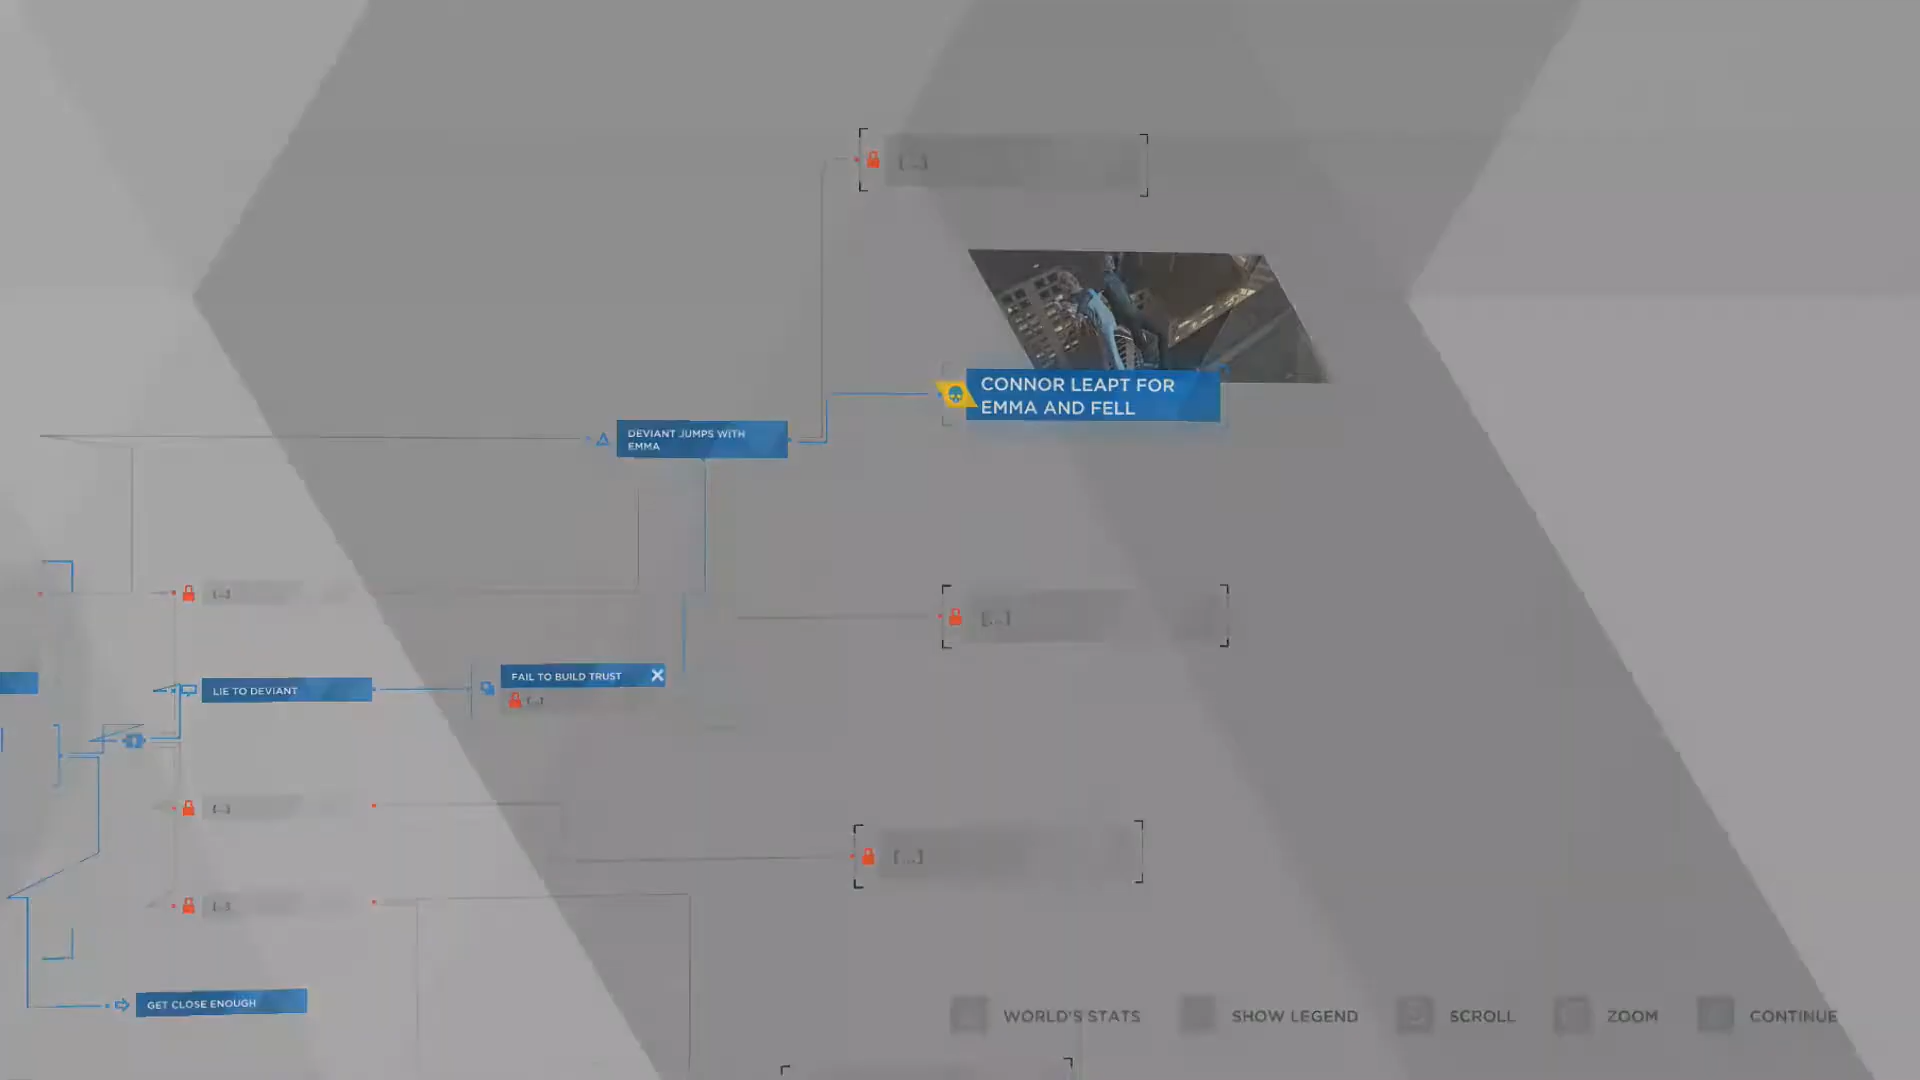 [...]
CONNOR LEAPT FOR
EMMA AND FELL
DEVIANT JUMPS WITH
EMMA
[...]
[...]
FAIL TO BUILD TRUST
[...]
LIE TO DEVIANT
[...]
[...]
[...]
GET CLOSE ENOUGH
WORLD'S STATS
SHOW LEGEND
SCROLL
ZOOM
CONTINUE